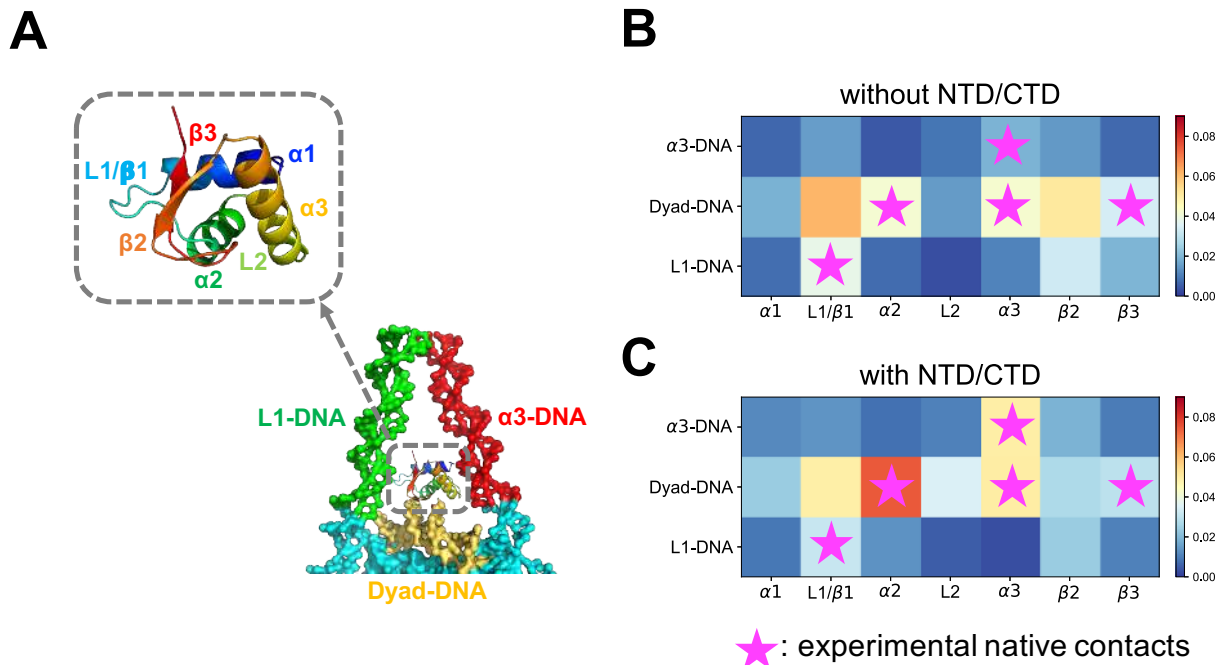 A
β3
L1/β1
α1
α3
β2
L2
α2
L1-DNA
α3-DNA
Dyad-DNA
B
without NTD/CTD
α3-DNA
Dyad-DNA
L1-DNA
α1 L1/β1 α2 L2 α3 β2 β3
0.08
0.06
0.04
0.02
0.00
C
with NTD/CTD
α3-DNA
Dyad-DNA
L1-DNA
α1 L1/β1 α2 L2 α3 β2 β3
0.08
0.06
0.04
0.02
0.00
: experimental native contacts